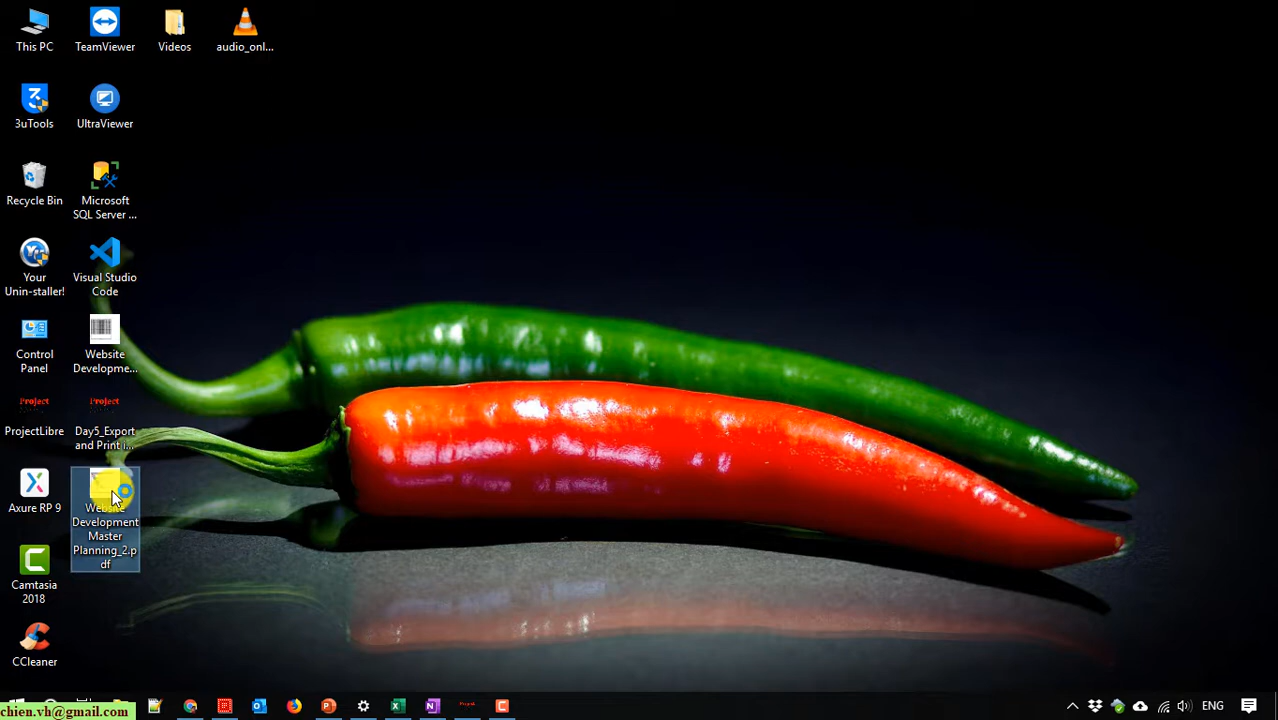 This PC
TeamViewer
Videos
audio_onl...
3uTools
UltraViewer
Recycle Bin
Microsoft
SQL Server ...
Your
Unin-staller!
Visual Studio
Code
Control
Panel
Website
Developme...
Project
ProjectLibre
Project
Day5_Export
and Print i...
Axure RP 9
Website
Development
Master
Planning_2.p
df
Camtasia
2018
CCleaner
chien.vh@gmail.com
Project
ENG